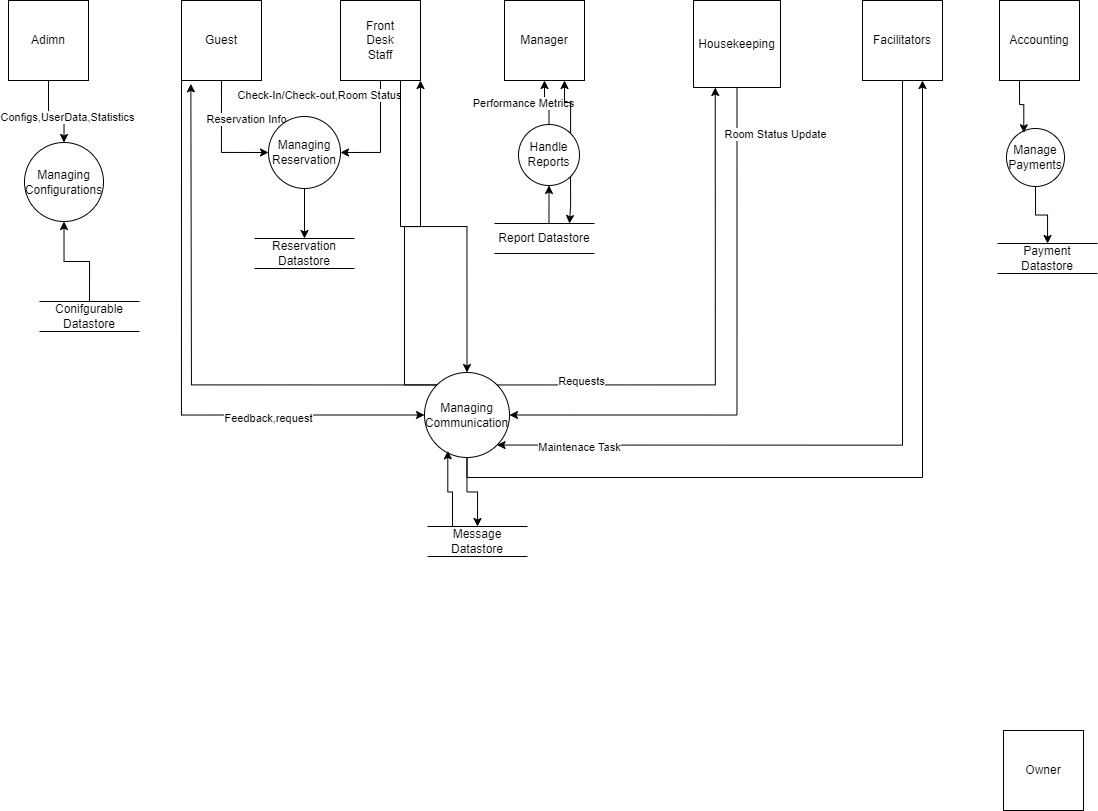 Adimn
Guest
Front
Desk
Staff
Manager
Housekeeping
Facilitators
Accounting
Check-In/Check-out,Room Status
Performance Metrics
Configs,UserData,Statistics
Reservation Info
Room Status Update
Managing
Reservation
Handle
Reports
Manage
Payments
Managing
Configurations
Reservation
Datastore
Report Datastore
Payment
Datastore
Conifgurable
Datastore
Requests
Managing
Communication
Feedback,request
Maintenace Task
Message
Datastore
Owner